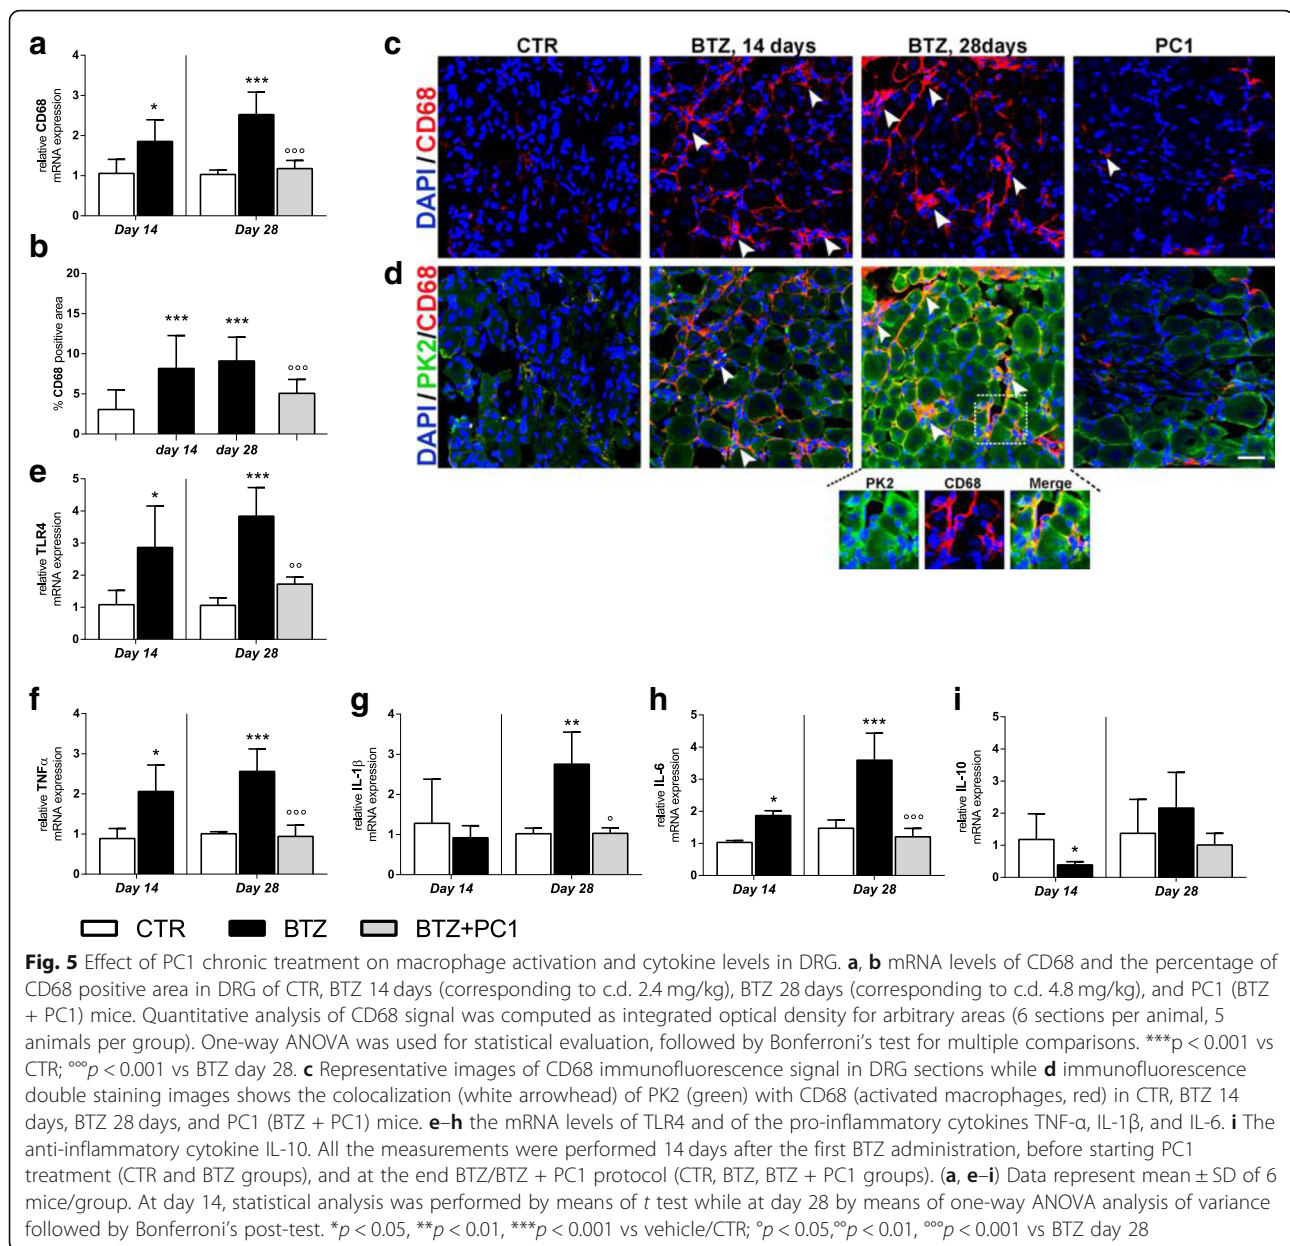 a
relative CD68
mRNA expression
4
3
2
1
0
*
***
°°°
Day 14
Day 28
b
% CD68 positive area
20
15
10
5
0
***
***
°°°
day 14
day 28
c
CTR
BTZ, 14 days
BTZ, 28days
PC1
DAPI/CD68
d
DAPI/PK2/CD68
PK2
CD68
Merge
e
relative TLR4
mRNA expression
5
4
3
2
1
0
*
***
°°
Day 14
Day 28
f
relative TNFα
mRNA expression
4
3
2
1
0
*
***
°°°
Day 14
Day 28
g
relative IL-1β
mRNA expression
4
3
2
1
0
**
°
Day 14
Day 28
h
relative IL-6
mRNA expression
5
4
3
2
1
0
*
***
°°°
Day 14
Day 28
i
relative IL-10
mRNA expression
5
4
3
2
1
0
*
Day 14
Day 28
CTR
BTZ
BTZ+PC1
Fig. 5 Effect of PC1 chronic treatment on macrophage activation and cytokine levels in DRG. a, b mRNA levels of CD68 and the percentage of
CD68 positive area in DRG of CTR, BTZ 14 days (corresponding to c.d. 2.4 mg/kg), BTZ 28 days (corresponding to c.d. 4.8 mg/kg), and PC1 (BTZ
+ PC1) mice. Quantitative analysis of CD68 signal was computed as integrated optical density for arbitrary areas (6 sections per animal, 5
animals per group). One-way ANOVA was used for statistical evaluation, followed by Bonferroni's test for multiple comparisons. ***p < 0.001 vs
CTR; °°°p < 0.001 vs BTZ day 28. c Representative images of CD68 immunofluorescence signal in DRG sections while d immunofluorescence
double staining images shows the colocalization (white arrowhead) of PK2 (green) with CD68 (activated macrophages, red) in CTR, BTZ 14
days, BTZ 28 days, and PC1 (BTZ + PC1) mice. e–h the mRNA levels of TLR4 and of the pro-inflammatory cytokines TNF-α, IL-1β, and IL-6. i The
anti-inflammatory cytokine IL-10. All the measurements were performed 14 days after the first BTZ administration, before starting PC1
treatment (CTR and BTZ groups), and at the end BTZ/BTZ + PC1 protocol (CTR, BTZ, BTZ + PC1 groups). (a, e–i) Data represent mean ± SD of 6
mice/group. At day 14, statistical analysis was performed by means of t test while at day 28 by means of one-way ANOVA analysis of variance
followed by Bonferroni's post-test. *p < 0.05, **p < 0.01, ***p < 0.001 vs vehicle/CTR; °p < 0.05,°°p < 0.01, °°°p < 0.001 vs BTZ day 28